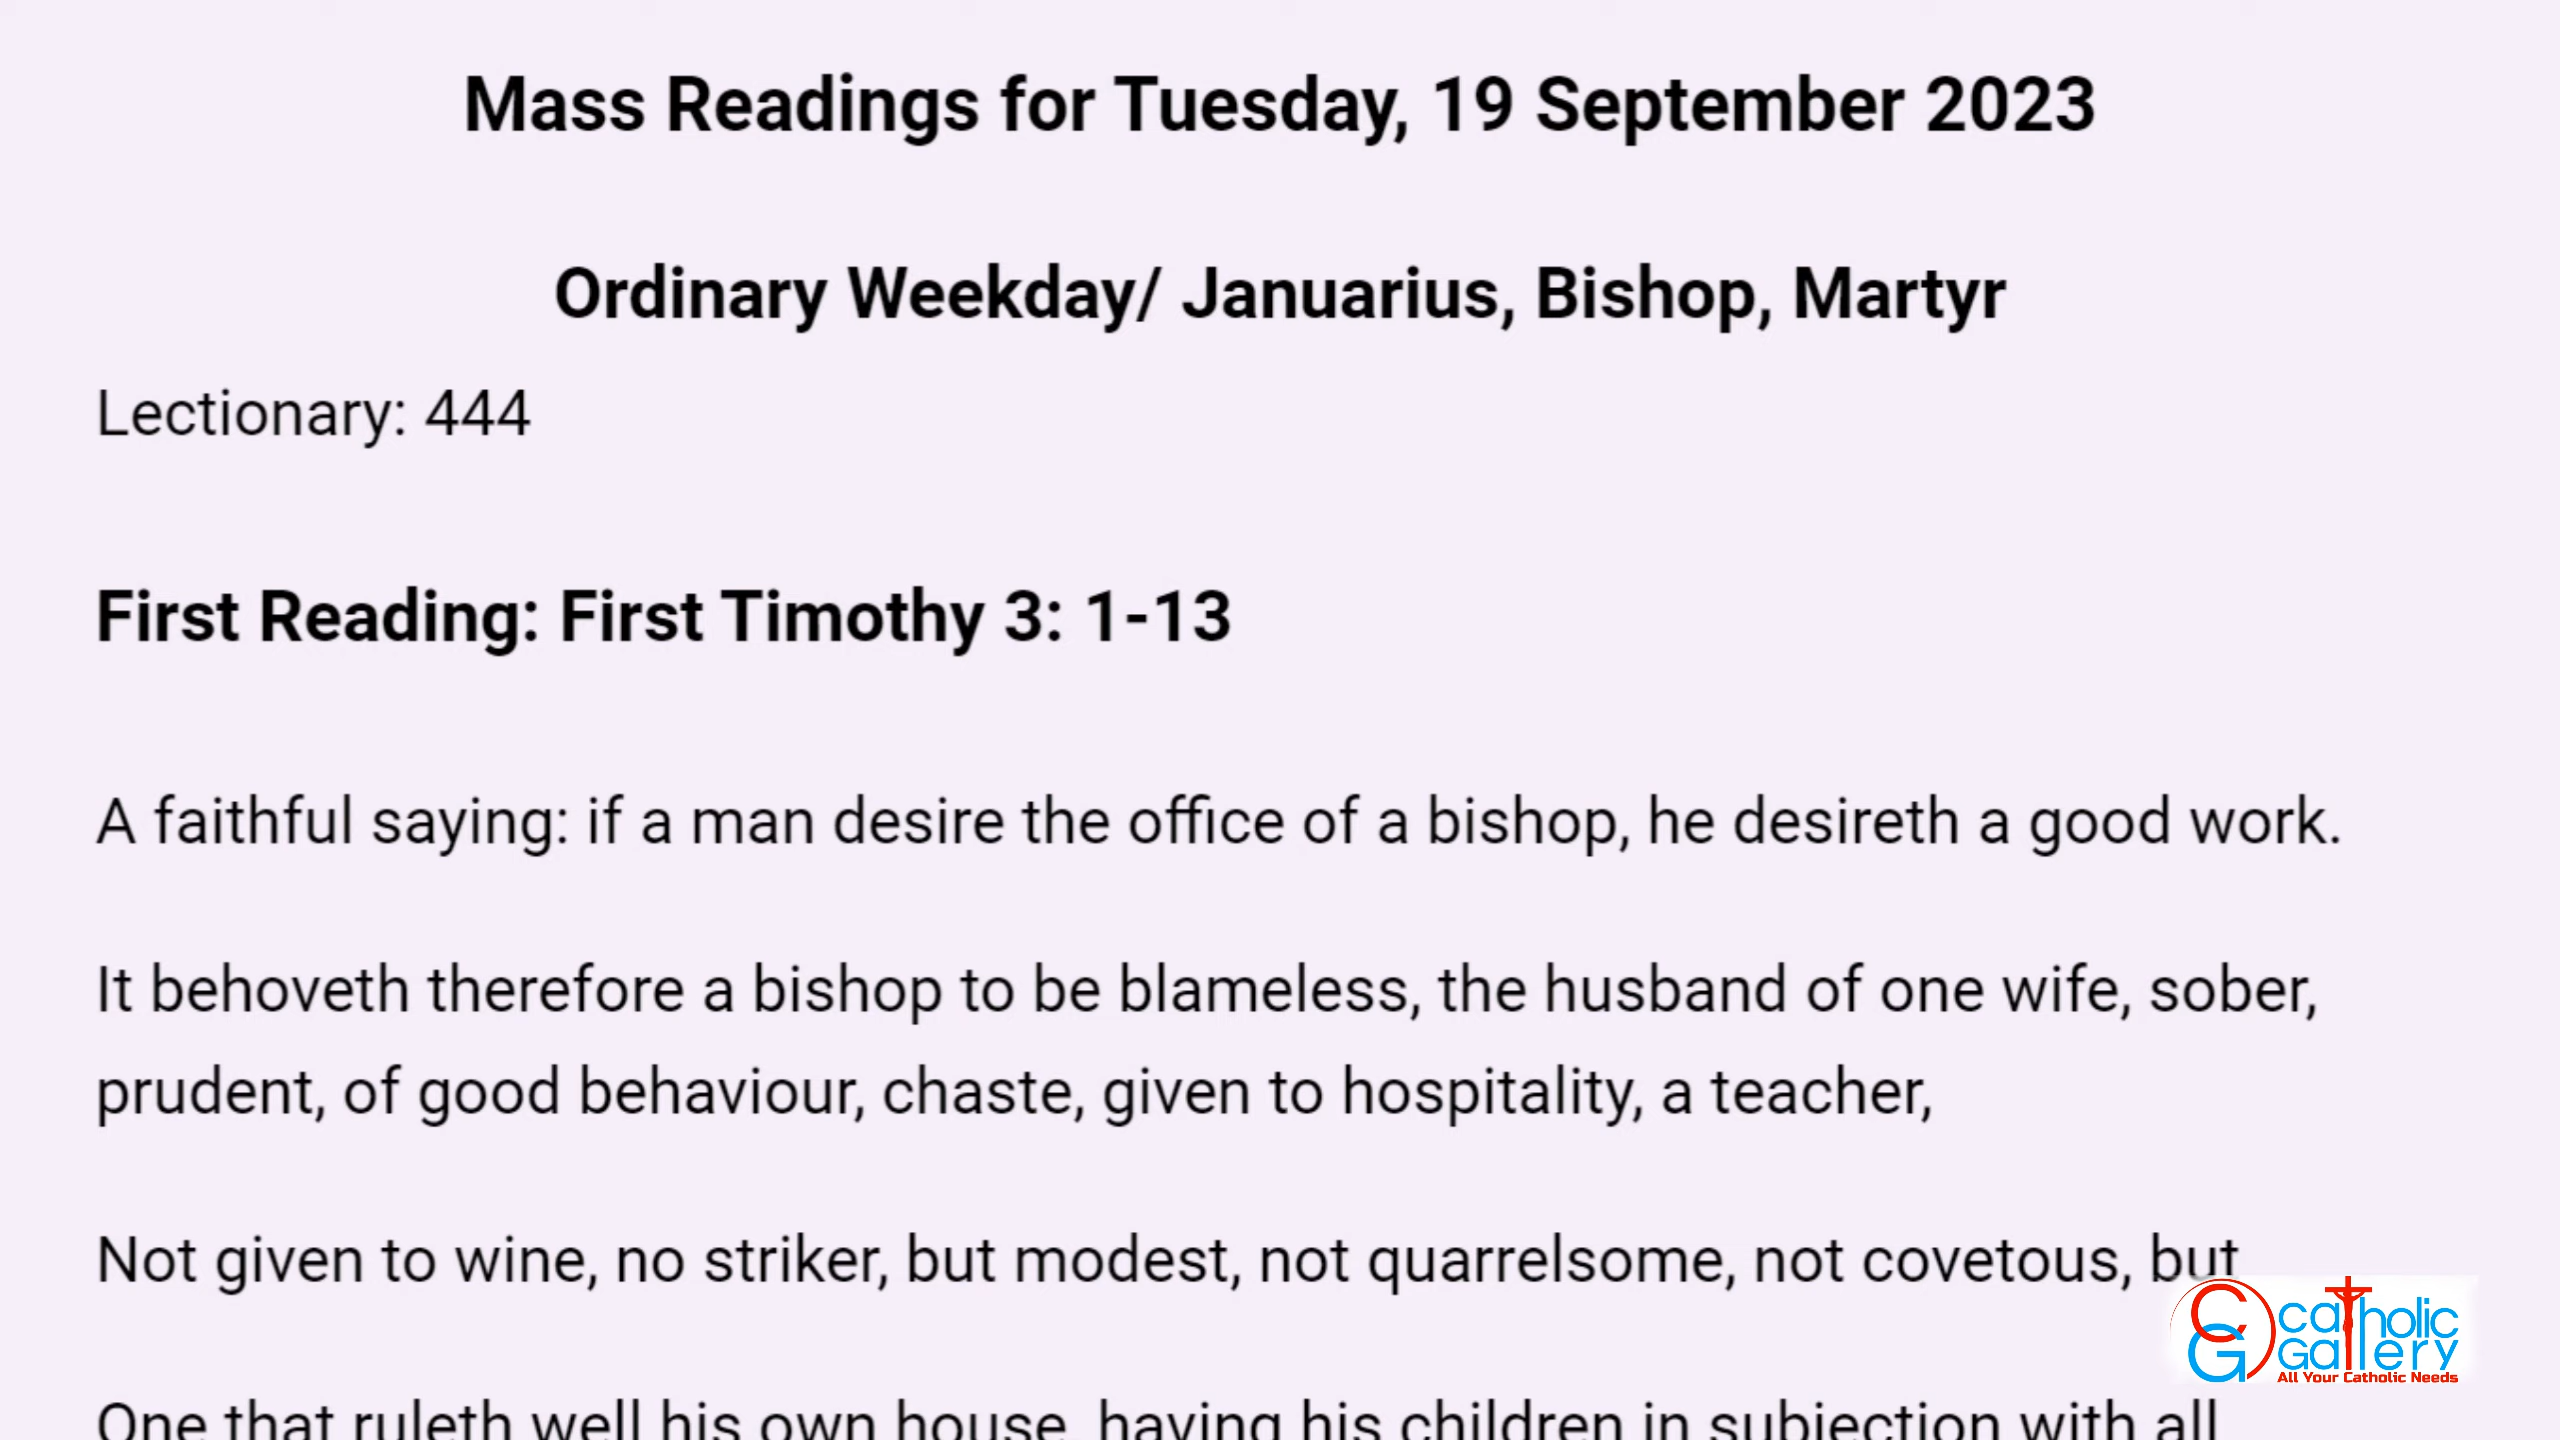 Mass Readings for Tuesday, 19 September 2023
Ordinary Weekday/ Januarius, Bishop, Martyr
Lectionary: 444
First Reading: First Timothy 3: 1-13
A faithful saying: if a man desire the office of a bishop, he desireth a good work.
It behoveth therefore a bishop to be blameless, the husband of one wife, sober,
prudent, of good behaviour, chaste, given to hospitality, a teacher,
Not given to wine, no striker, but modest, not quarrelsome, not covetous, but
One that ruleth well his own house, having his children in subjection with all
CG
catholic
Gallery
All Your Catholic Needs